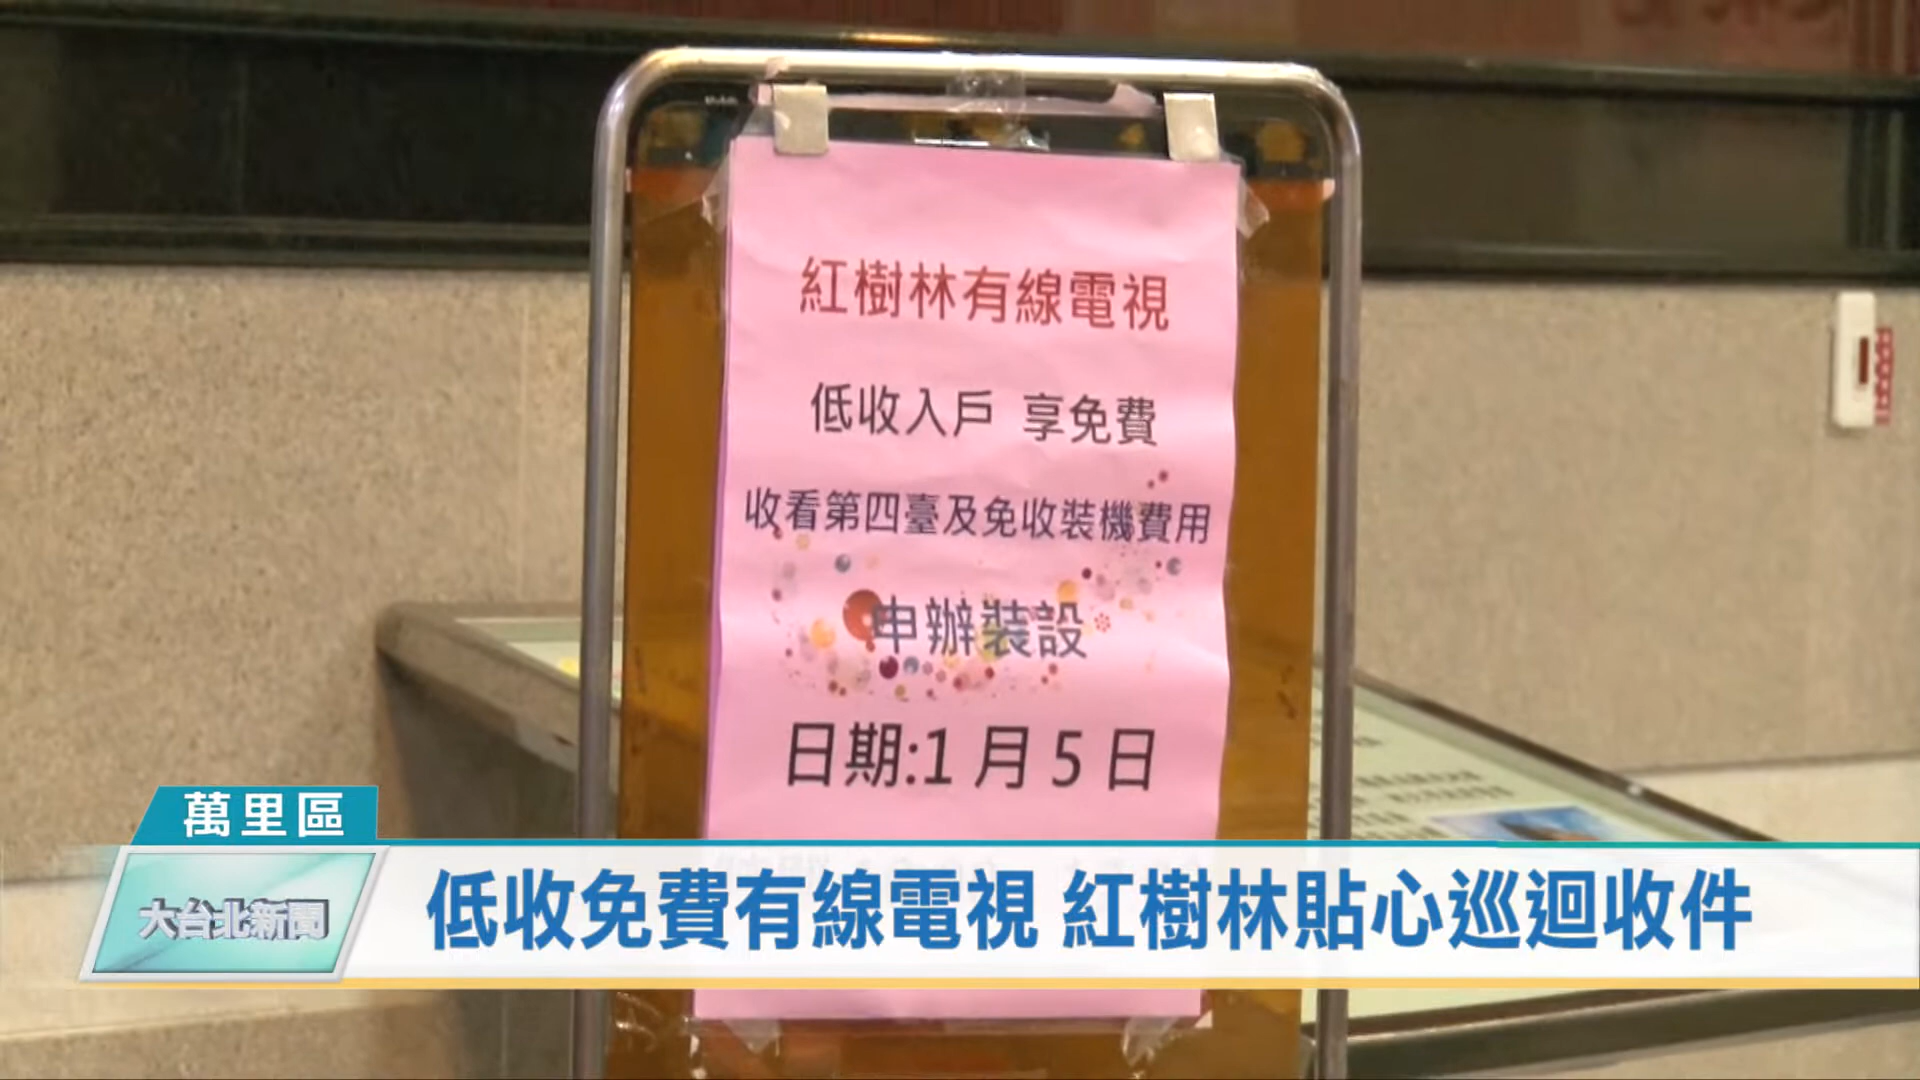 紅樹林有線電視
低收入戶 享免費
收看第四臺及免收裝機費用
申辦裝設
日期:1月5日
萬里區
大台北新聞
低收免費有線電視 紅樹林貼心巡迴收件